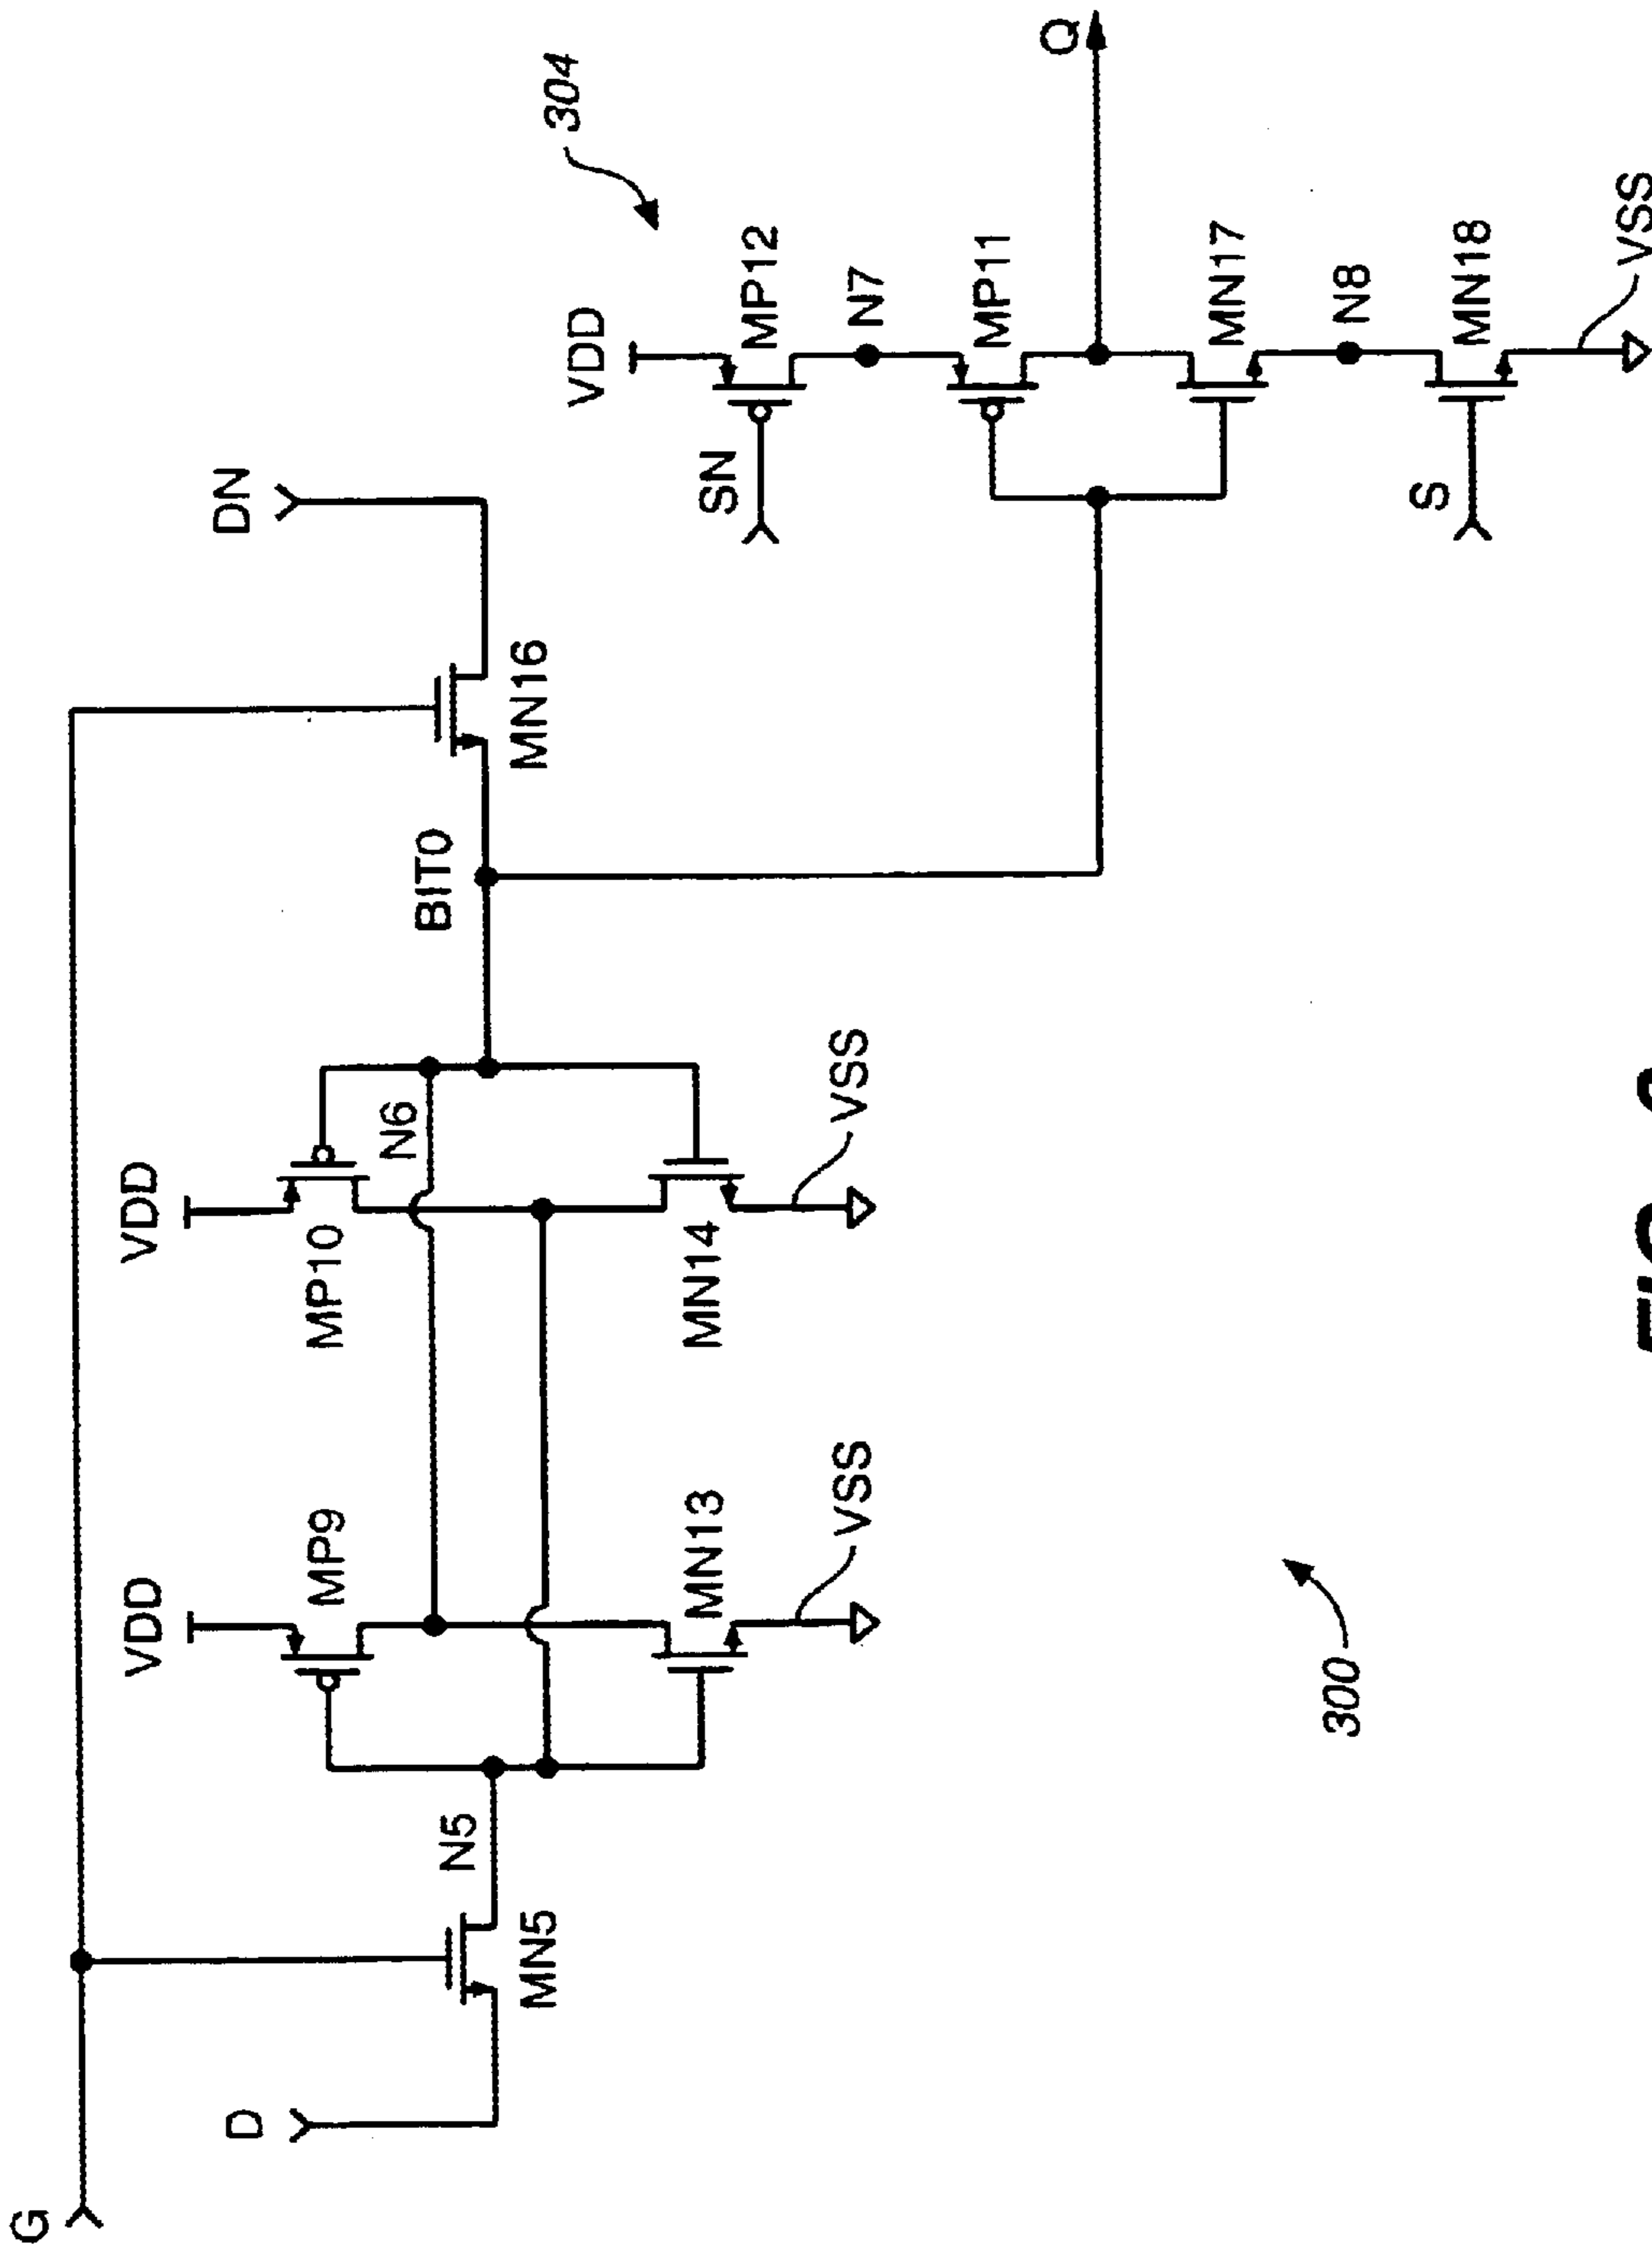 G
D
DN
VDD
MP9
VDD
MP10
N6
BIT0
MN16
N5
MN5
MN13
VSS
MN14
VSS
304
VDD
MP12
SN
N7
MP11
Q
MN17
N8
S
MN18
VSS
300